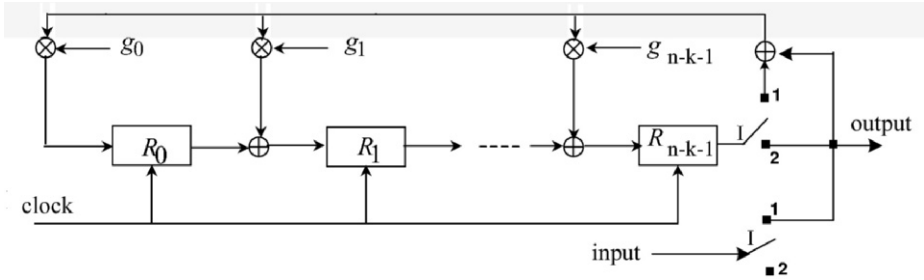 g0 g1 g n-k-1
1
R0 R1 R n-k-1 I output
2
clock
1
input I
2